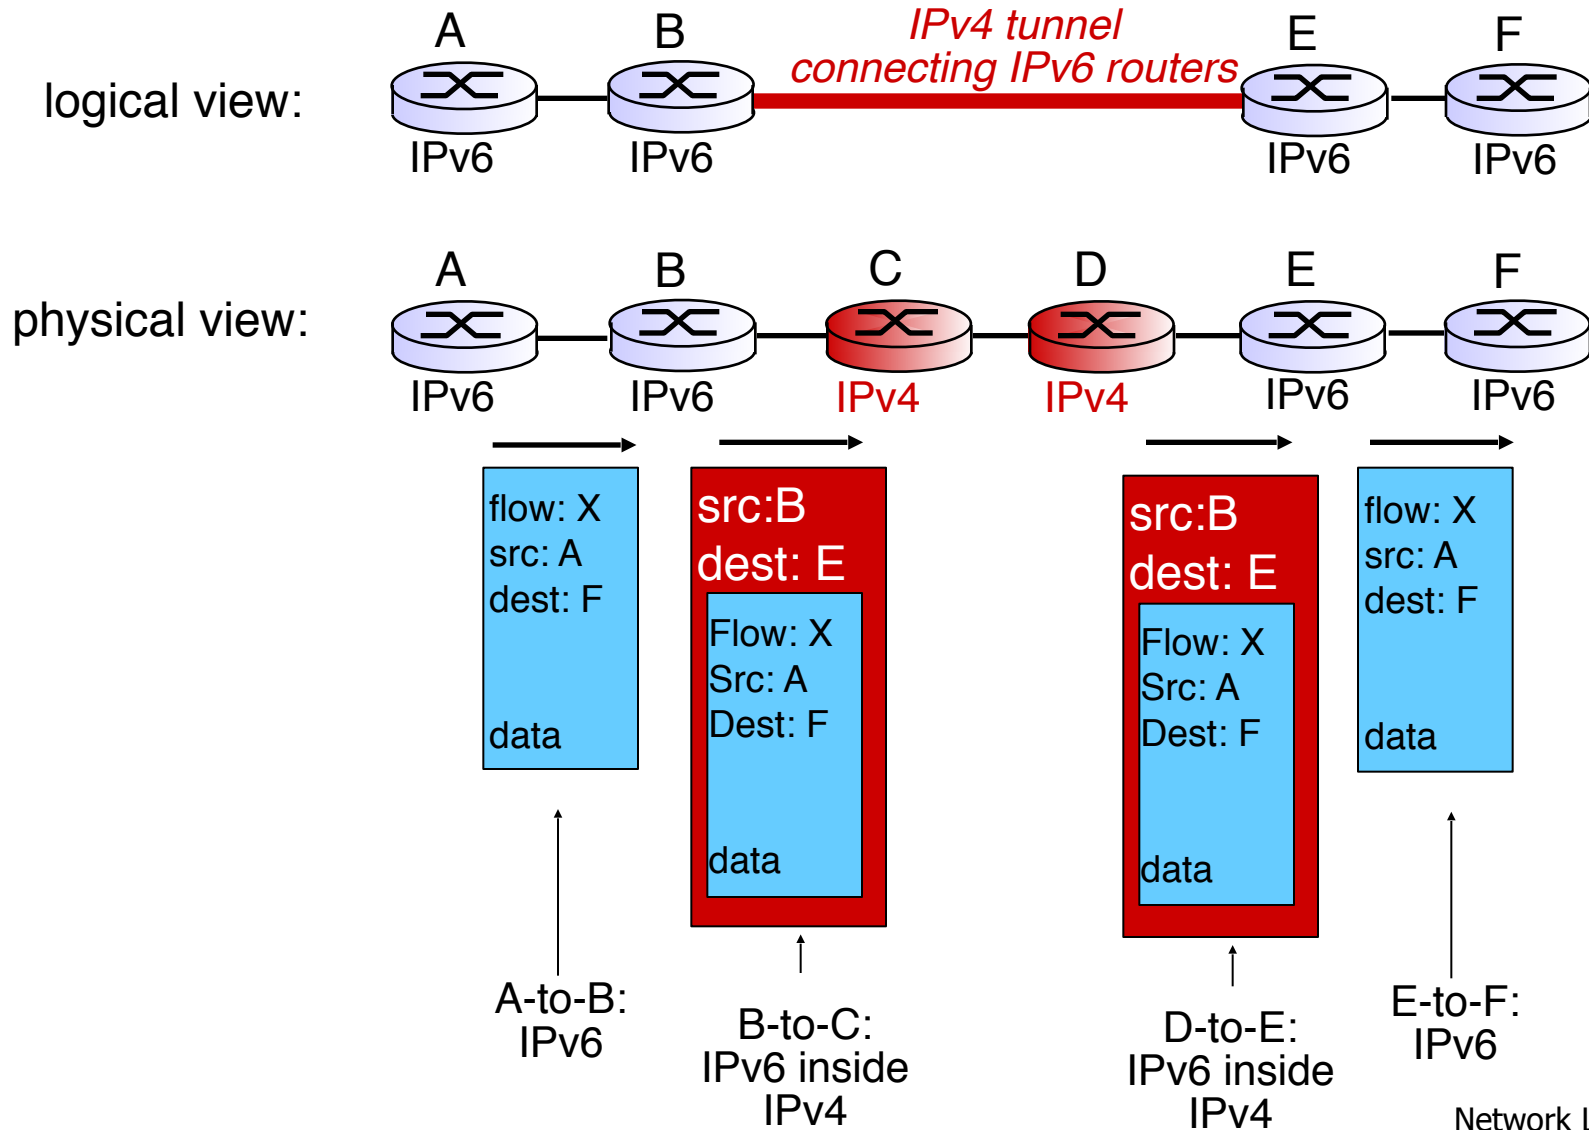 A
B
IPv4 tunnel
connecting IPv6 routers
E
F
logical view:
IPv6
IPv6
IPv6
IPv6
A
B
C
D
E
F
physical view:
IPv6
IPv6
IPv4
IPv4
IPv6
IPv6
flow: X
src: A
dest: F
data
src:B
dest: E
Flow: X
Src: A
Dest: F
data
src:B
dest: E
Flow: X
Src: A
Dest: F
data
flow: X
src: A
dest: F
data
A-to-B:
IPv6
B-to-C:
IPv6 inside
IPv4
D-to-E:
IPv6 inside
IPv4
E-to-F:
IPv6
Network